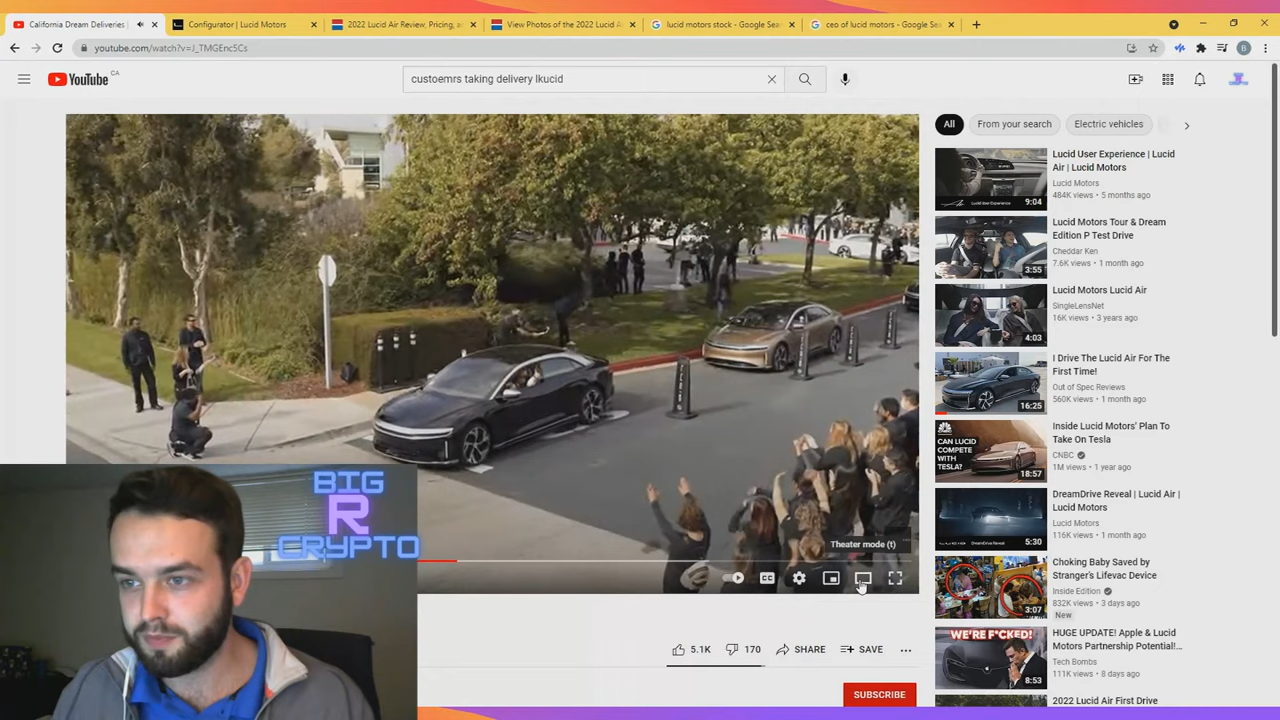 California Dream Deliveries |
Configurator | Lucid Motors
2022 Lucid Air Review, Pricing, a
View Photos of the 2022 Lucid A
lucid motors stock - Google Sea
ceo of lucid motors - Google Sea
youtube.com/watch?v=J_TMGEnc5Cs
B
YouTube CA
custoemrs taking delivery lkucid
All
From your search
Electric vehicles
Lucid User Experience | Lucid
Air | Lucid Motors
Lucid Motors
484K views • 5 months ago
Lucid User Experience
9:04
Lucid Motors Tour & Dream
Edition P Test Drive
Cheddar Ken
7.6K views • 1 month ago
3:55
Lucid Motors Lucid Air
SingleLensNet
16K views • 3 years ago
4:03
I Drive The Lucid Air For The
First Time!
Out of Spec Reviews
560K views • 1 month ago
16:25
Inside Lucid Motors' Plan To
Take On Tesla
CNBC
1M views • 1 year ago
CNBC
CAN LUCID
COMPETE
WITH
TESLA?
18:57
DreamDrive Reveal | Lucid Air |
Lucid Motors
Lucid Motors
116K views • 1 month ago
5:30
Choking Baby Saved by
Stranger's Lifevac Device
Inside Edition
832K views • 3 days ago
New
3:07
HUGE UPDATE! Apple & Lucid
Motors Partnership Potential!...
Tech Bombs
111K views • 8 days ago
WE'RE F*CKED!
8:53
2022 Lucid Air First Drive
Theater mode (t)
CC
BIG
R
CRYPTO
5.1K
170
SHARE
SAVE
SUBSCRIBE